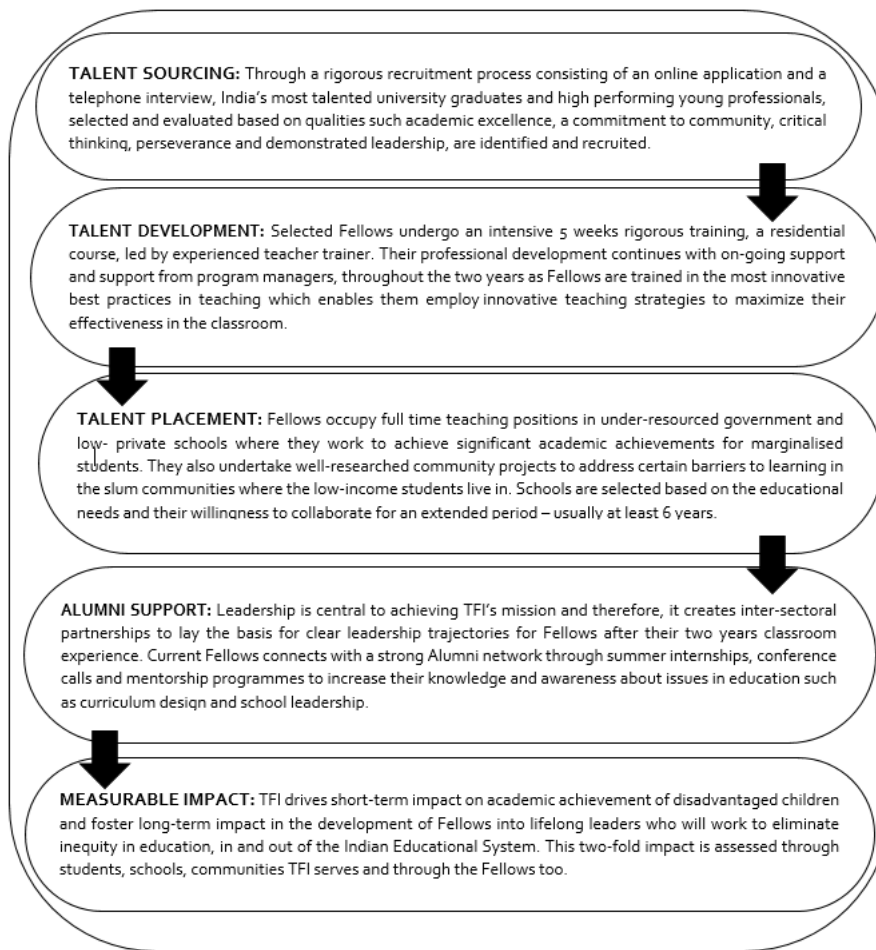 TALENT SOURCING: Through a rigorous recruitment process consisting of an online application and a
telephone interview, India's most talented university graduates and high performing young professionals,
selected and evaluated based on qualities such academic excellence, a commitment to community, critical
thinking, perseverance and demonstrated leadership, are identified and recruited.
TALENT DEVELOPMENT: Selected Fellows undergo an intensive 5 weeks rigorous training, a residential
course, led by experienced teacher trainer. Their professional development continues with on-going support
and support from program managers, throughout the two years as Fellows are trained in the most innovative
best practices in teaching which enables them employ innovative teaching strategies to maximize their
effectiveness in the classroom.
TALENT PLACEMENT: Fellows occupy full time teaching positions in under-resourced government and
low- private schools where they work to achieve significant academic achievements for marginalised
students. They also undertake well-researched community projects to address certain barriers to learning in
the slum communities where the low-income students live in. Schools are selected based on the educational
needs and their willingness to collaborate for an extended period – usually at least 6 years.
ALUMNI SUPPORT: Leadership is central to achieving TFI's mission and therefore, it creates inter-sectoral
partnerships to lay the basis for clear leadership trajectories for Fellows after their two years classroom
experience. Current Fellows connects with a strong Alumni network through summer internships, conference
calls and mentorship programmes to increase their knowledge and awareness about issues in education such
as curriculum design and school leadership.
MEASURABLE IMPACT: TFI drives short-term impact on academic achievement of disadvantaged children
and foster long-term impact in the development of Fellows into lifelong leaders who will work to eliminate
inequity in education, in and out of the Indian Educational System. This two-fold impact is assessed through
students, schools, communities TFI serves and through the Fellows too.